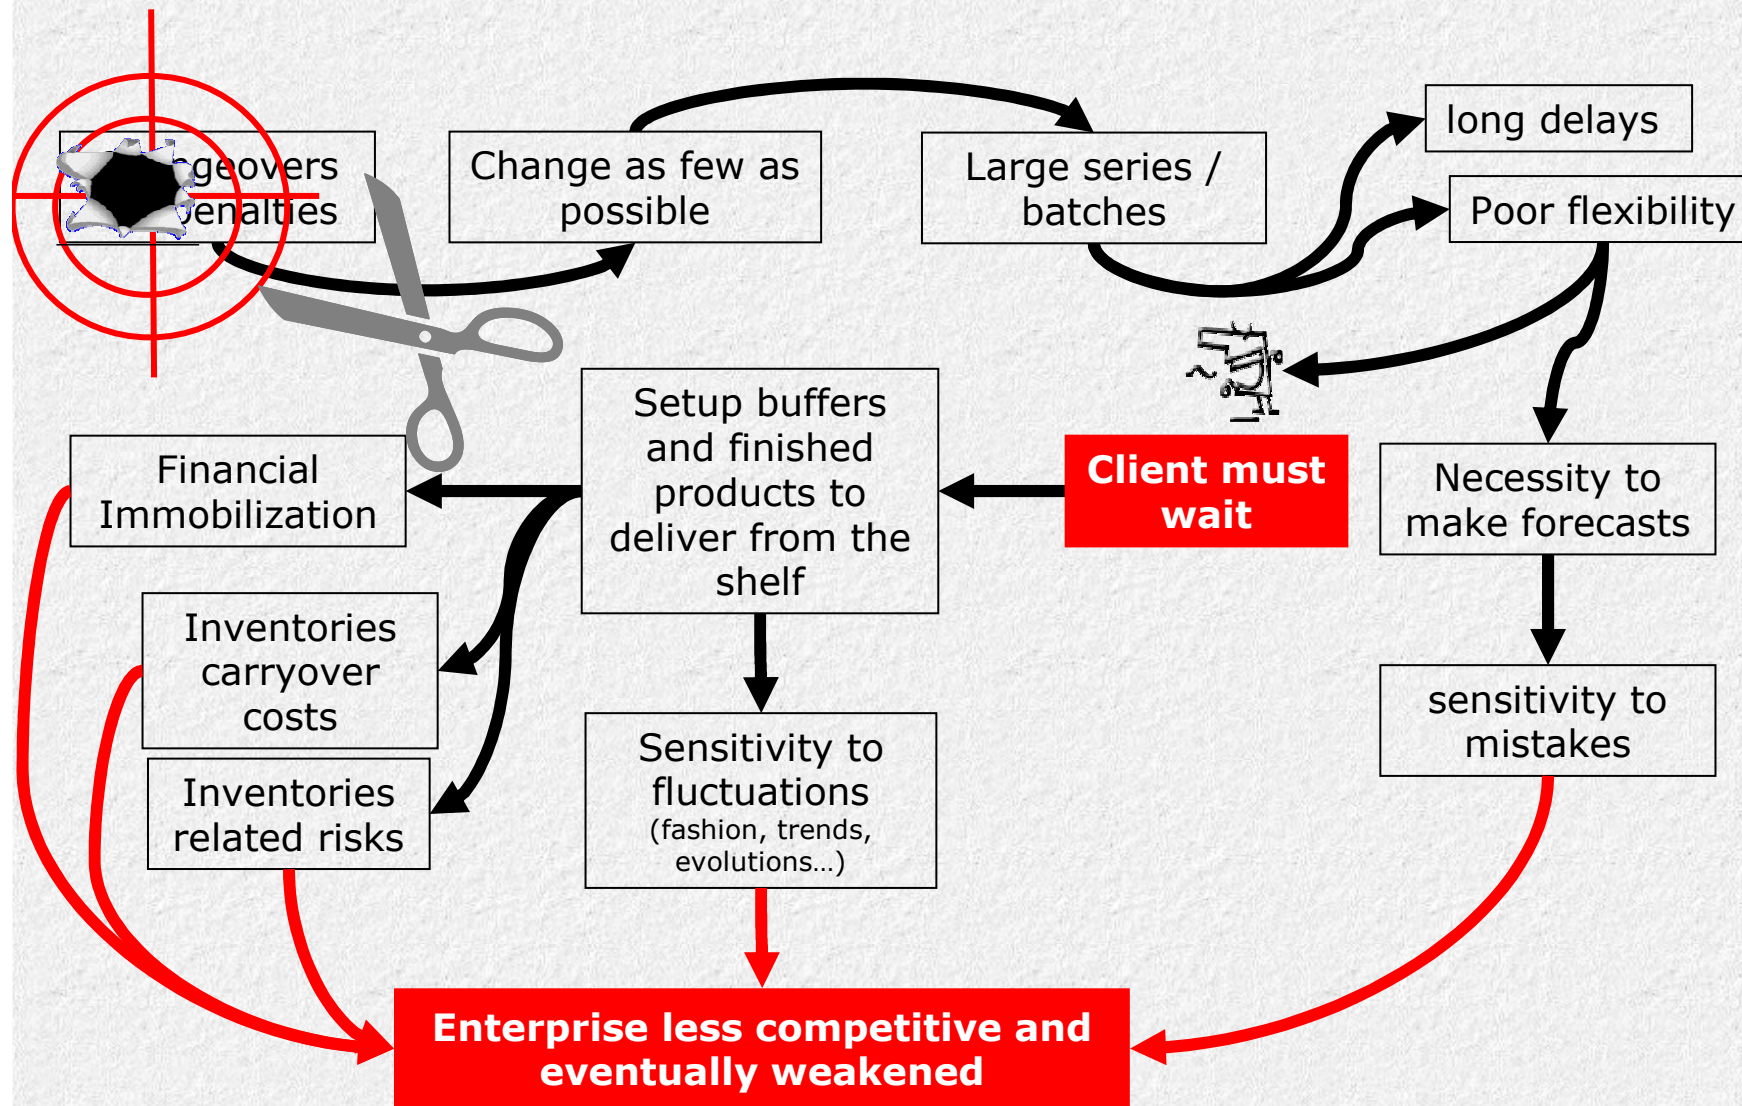 geovers
penalties
Change as few as
possible
Large series /
batches
long delays
Poor flexibility
Setup buffers
and finished
products to
deliver from the
shelf
Client must
wait
Necessity to
make forecasts
Financial
Immobilization
Inventories
carryover
costs
sensitivity to
mistakes
Sensitivity to
fluctuations
(fashion, trends,
evolutions...)
Inventories
related risks
Enterprise less competitive and
eventually weakened